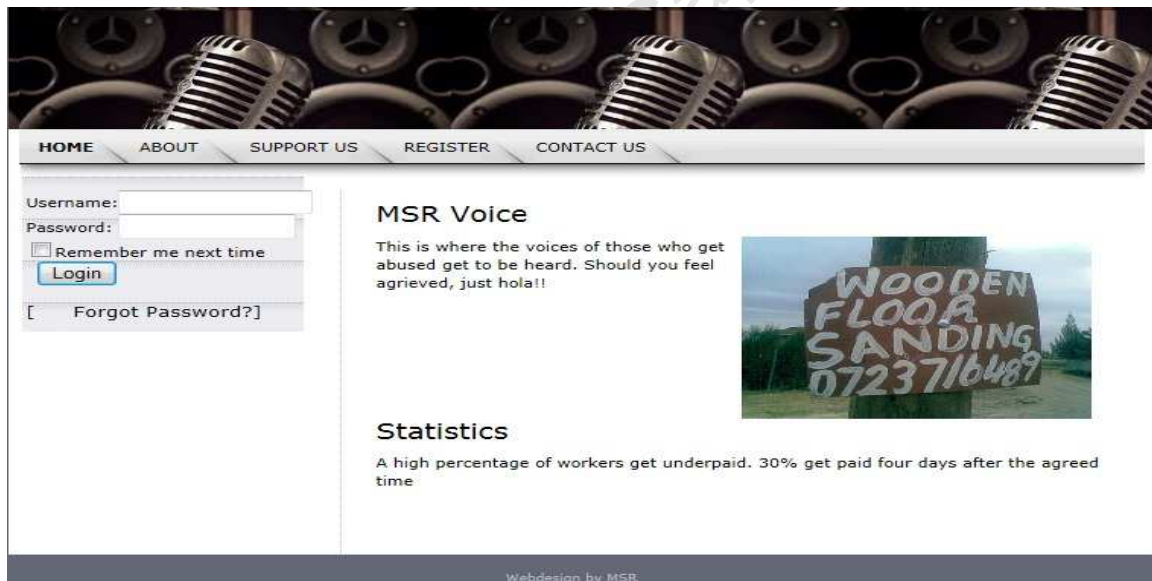 HOME ABOUT SUPPORT US REGISTER CONTACT US
Username:
Password:
Remember me next time
Login
[ Forgot Password?]
MSR Voice
This is where the voices of those who get
abused get to be heard. Should you feel
agrieved, just hola!!
WOODEN
FLOOR
SANDING
0723716489
Statistics
A high percentage of workers get underpaid. 30% get paid four days after the agreed
time
Webdesign by MSR